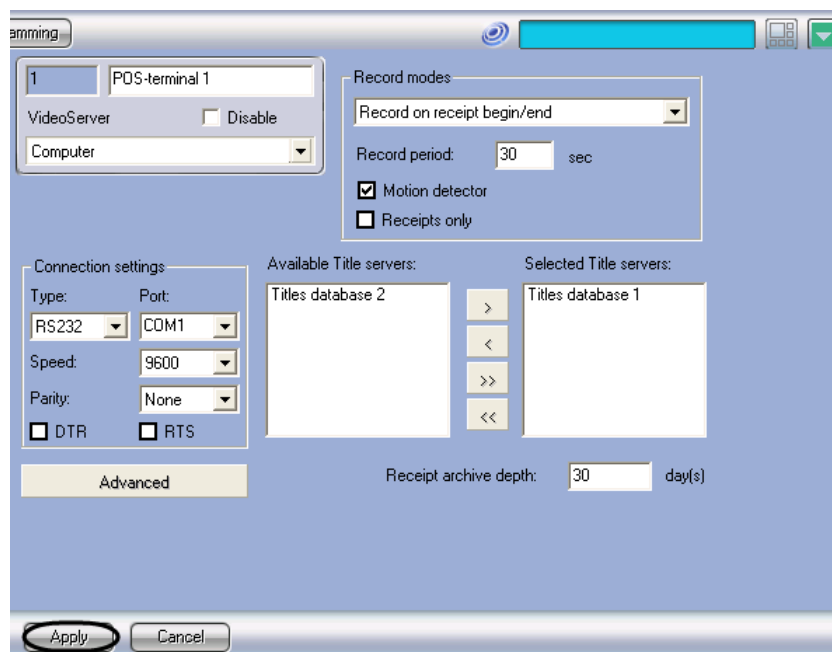 amming
1 POS-terminal 1
VideoServer Disable
Computer
Record modes
Record on receipt begin/end
Record period: 30 sec
Motion detector
Receipts only
Connection settings
Type: Port:
RS232 COM1
Speed: 9600
Parity: None
DTR RTS
Advanced
Available Title servers:
Titles database 2
>
<
>>
<<
Selected Title servers:
Titles database 1
Receipt archive depth: 30 day(s)
Apply Cancel